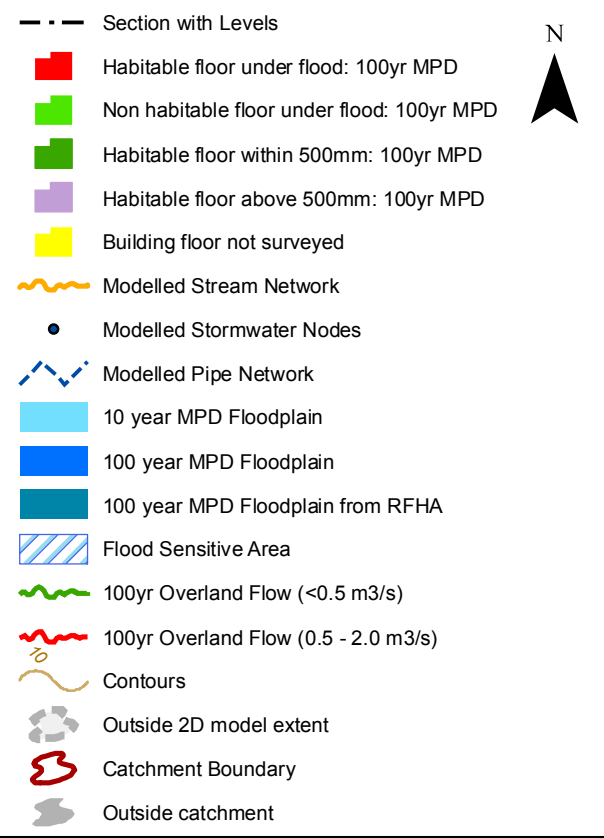 Section with Levels
N
Habitable floor under flood: 100yr MPD
Non habitable floor under flood: 100yr MPD
Habitable floor within 500mm: 100yr MPD
Habitable floor above 500mm: 100yr MPD
Building floor not surveyed
Modelled Stream Network
Modelled Stormwater Nodes
Modelled Pipe Network
10 year MPD Floodplain
100 year MPD Floodplain
100 year MPD Floodplain from RFHA
Flood Sensitive Area
100yr Overland Flow (<0.5 m3/s)
100yr Overland Flow (0.5 - 2.0 m3/s)
10
Contours
Outside 2D model extent
Catchment Boundary
Outside catchment